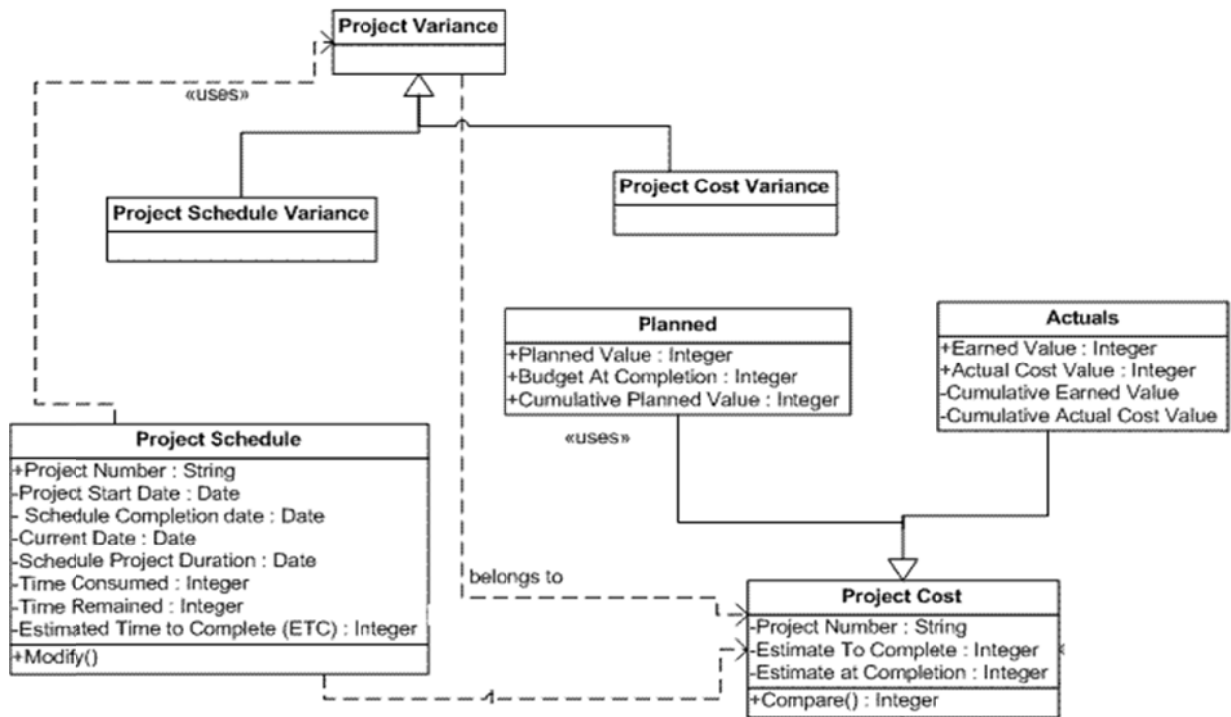 Project Variance
«uses»
Project Schedule Variance
Project Cost Variance
Planned
+Planned Value : Integer
+Budget At Completion : Integer
+Cumulative Planned Value : Integer
Actuals
+Earned Value : Integer
+Actual Cost Value : Integer
-Cumulative Earned Value
-Cumulative Actual Cost Value
«uses»
Project Schedule
+Project Number : String
-Project Start Date : Date
- Schedule Completion date : Date
-Current Date : Date
-Schedule Project Duration : Date
-Time Consumed : Integer
-Time Remained : Integer
-Estimated Time to Complete (ETC) : Integer
+Modify()
belongs to
Project Cost
-Project Number : String
-Estimate To Complete : Integer
-Estimate at Completion : Integer
+Compare() : Integer